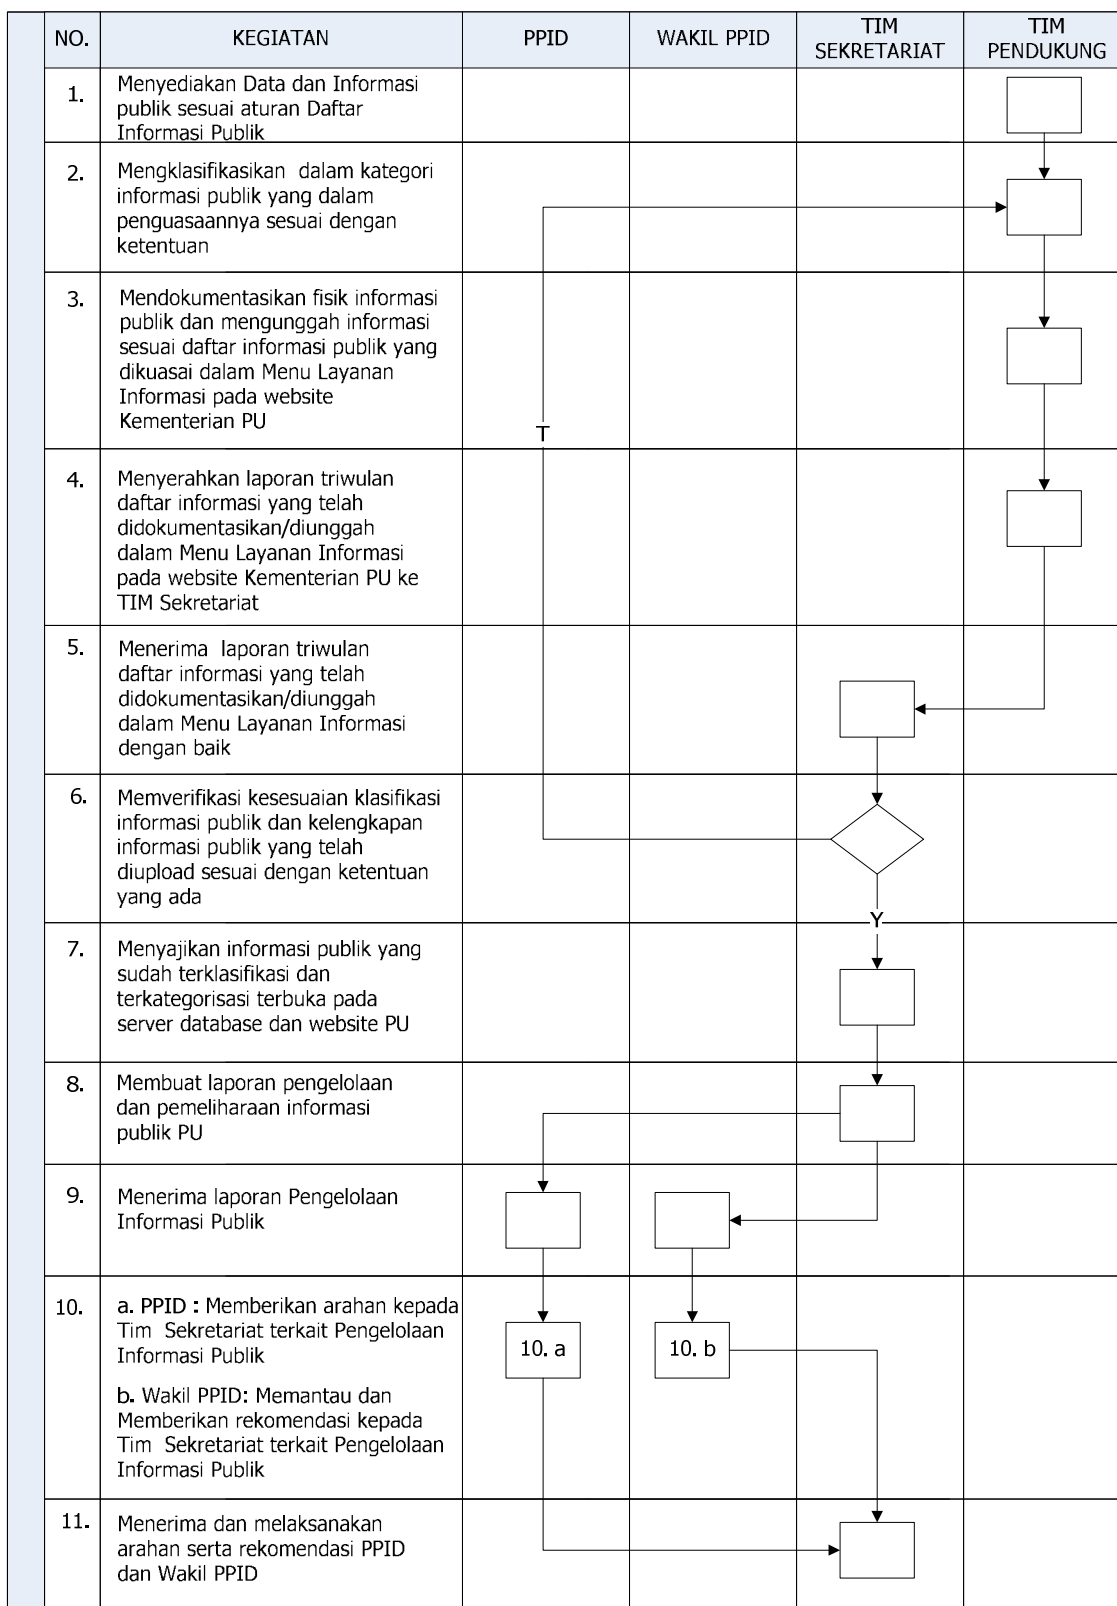 NO.
KEGIATAN
PPID
WAKIL PPID
TIM
SEKRETARIAT
TIM
PENDUKUNG
1.
Menyediakan Data dan Informasi
publik sesuai aturan Daftar
Informasi Publik
2.
Mengklasifikasikan dalam kategori
informasi publik yang dalam
penguasaannya sesuai dengan
ketentuan
3.
Mendokumentasikan fisik informasi
publik dan mengunggah informasi
sesuai daftar informasi publik yang
dikuasai dalam Menu Layanan
Informasi pada website
Kementerian PU
T
4.
Menyerahkan laporan triwulan
daftar informasi yang telah
didokumentasikan/diunggah
dalam Menu Layanan Informasi
pada website Kementerian PU ke
TIM Sekretariat
5.
Menerima laporan triwulan
daftar informasi yang telah
didokumentasikan/diunggah
dalam Menu Layanan Informasi
dengan baik
6.
Memverifikasi kesesuaian klasifikasi
informasi publik dan kelengkapan
informasi publik yang telah
diupload sesuai dengan ketentuan
yang ada
Y
7.
Menyajikan informasi publik yang
sudah terklasifikasi dan
terkategorisasi terbuka pada
server database dan website PU
8.
Membuat laporan pengelolaan
dan pemeliharaan informasi
publik PU
9.
Menerima laporan Pengelolaan
Informasi Publik
10.
a. PPID : Memberikan arahan kepada
Tim Sekretariat terkait Pengelolaan
Informasi Publik
b. Wakil PPID: Memantau dan
Memberikan rekomendasi kepada
Tim Sekretariat terkait Pengelolaan
Informasi Publik
10. a
10. b
11.
Menerima dan melaksanakan
arahan serta rekomendasi PPID
dan Wakil PPID